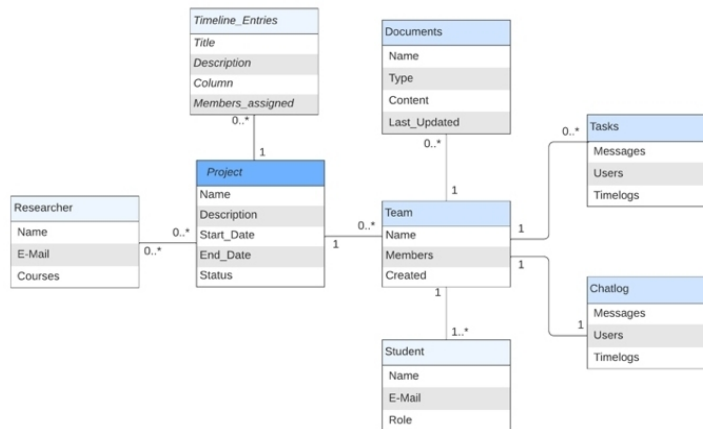 Timeline_Entries
Title
Description
Column
Members_assigned
0..*
1
Project
Name
Description
Start_Date
End_Date
Status
Researcher
Name
E-Mail
Courses
0..*
0..*
0..*
1
Documents
Name
Type
Content
Last_Updated
0..*
1
Team
Name
Members
Created
1
1
1
1..*
Student
Name
E-Mail
Role
0..*
Tasks
Messages
Users
Timelogs
1
Chatlog
Messages
Users
Timelogs